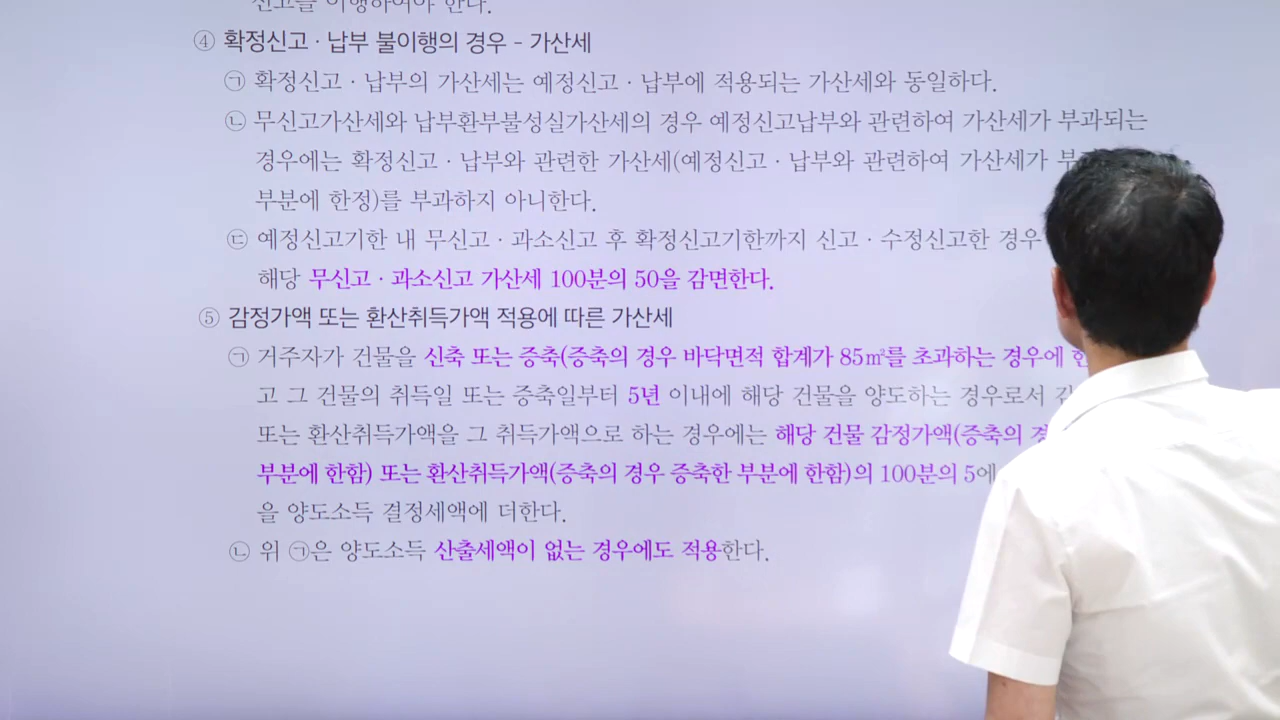 신고를 이행하여야 한다.
④ 확정신고 · 납부 불이행의 경우 - 가산세
㉠ 확정신고 · 납부의 가산세는 예정신고 · 납부에 적용되는 가산세와 동일하다.
㉡ 무신고가산세와 납부환부불성실가산세의 경우 예정신고납부와 관련하여 가산세가 부과되는
경우에는 확정신고 · 납부와 관련한 가산세(예정신고 · 납부와 관련하여 가산세가
부분에 한정)를 부과하지 아니한다.
㉢ 예정신고기한 내 무신고 · 과소신고 후 확정신고기한까지 신고 · 수정신고한 경우
해당 무신고 · 과소신고 가산세 100분의 50을 감면한다.
⑤ 감정가액 또는 환산취득가액 적용에 따른 가산세
㉠ 거주자가 건물을 신축 또는 증축(증축의 경우 바닥면적 합계가 85㎡를 초과하는 경우에
고 그 건물의 취득일 또는 증축일부터 5년 이내에 해당 건물을 양도하는 경우로서
또는 환산취득가액을 그 취득가액으로 하는 경우에는 해당 건물 감정가액(증축의
부분에 한함) 또는 환산취득가액(증축의 경우 증축한 부분에 한함)의 100분의 5에
을 양도소득 결정세액에 더한다.
㉡ 위 ㉠은 양도소득 산출세액이 없는 경우에도 적용한다.